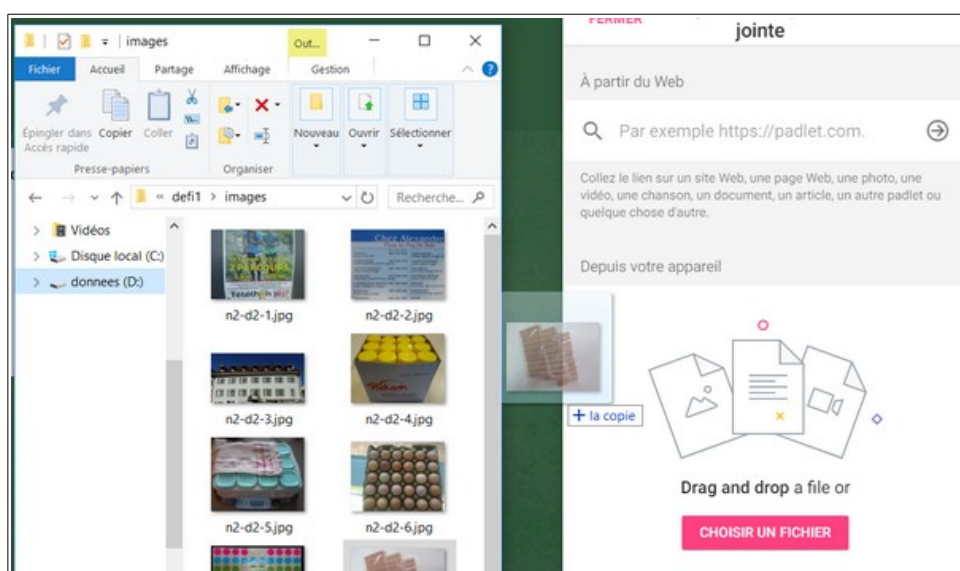 images
Out...
Fichier
Accueil
Partage
Affichage
Gestion
Épingler dans
Accès rapide
Copier
Coller
Nouveau
Ouvrir
Sélectionner
Presse-papiers
Organiser
« defi1 > images
Recherche...
Vidéos
Disque local (C:)
donnees (D:)
Chez Alexandre
2 PARCOURS
n2-d2-1.jpg
n2-d2-2.jpg
n2-d2-3.jpg
n2-d2-4.jpg
n2-d2-5.jpg
n2-d2-6.jpg
+ la copie
FERMER
jointe
À partir du Web
Par exemple https://padlet.com.
Collez le lien sur un site Web, une page Web, une photo, une
vidéo, une chanson, un document, un article, un autre padlet ou
quelque chose d'autre.
Depuis votre appareil
Drag and drop a file or
CHOISIR UN FICHIER